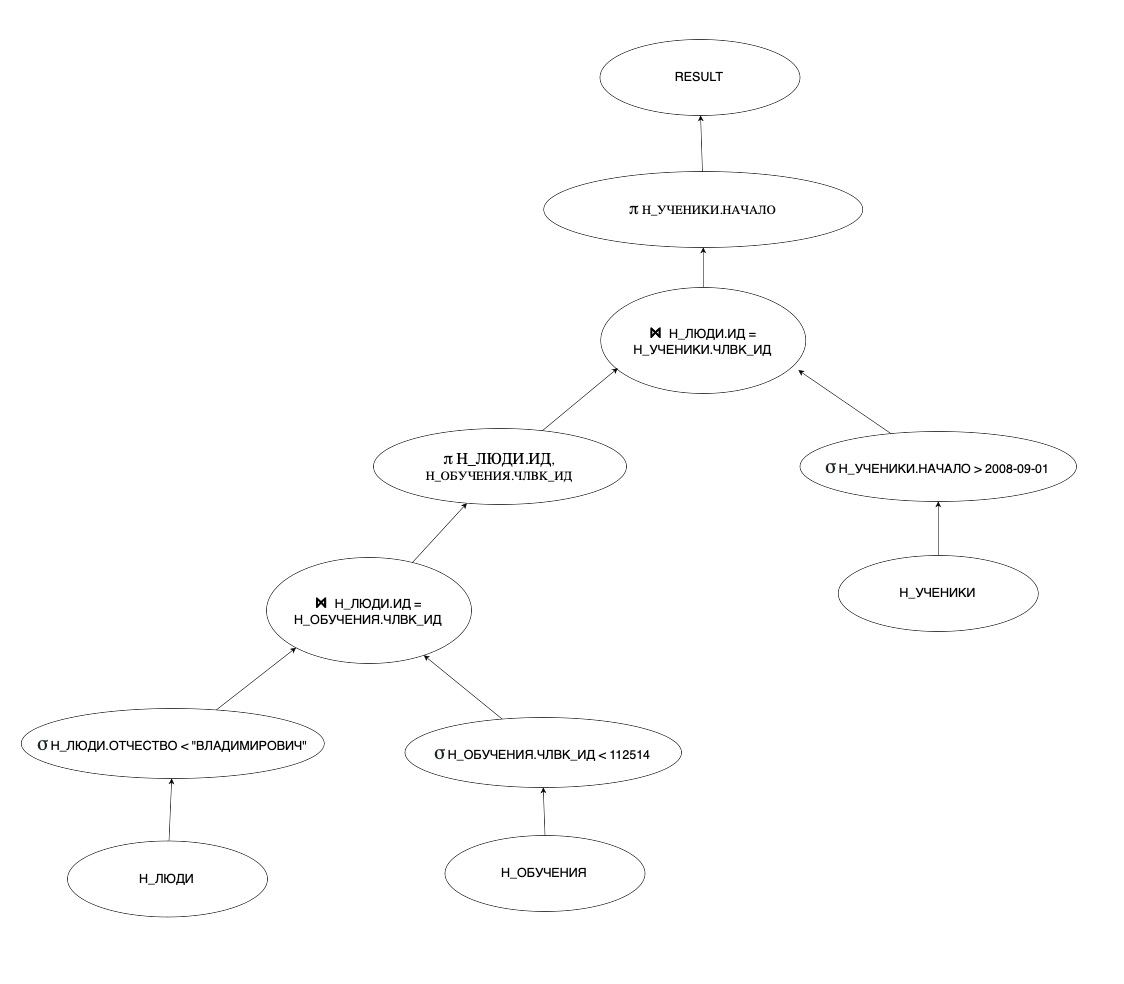 RESULT
π Н_УЧЕНИКИ.НАЧАЛО
⋈ Н_ЛЮДИ.ИД =
Н_УЧЕНИКИ.ЧЛВК_ИД
π Н_ЛЮДИ.ИД,
Н_ОБУЧЕНИЯ.ЧЛВК_ИД
σ Н_УЧЕНИКИ.НАЧАЛО > 2008-09-01
Н_УЧЕНИКИ
⋈ Н_ЛЮДИ.ИД =
Н_ОБУЧЕНИЯ.ЧЛВК_ИД
σ Н_ЛЮДИ.ОТЧЕСТВО < "ВЛАДИМИРОВИЧ"
σ Н_ОБУЧЕНИЯ.ЧЛВК_ИД < 112514
Н_ЛЮДИ
Н_ОБУЧЕНИЯ